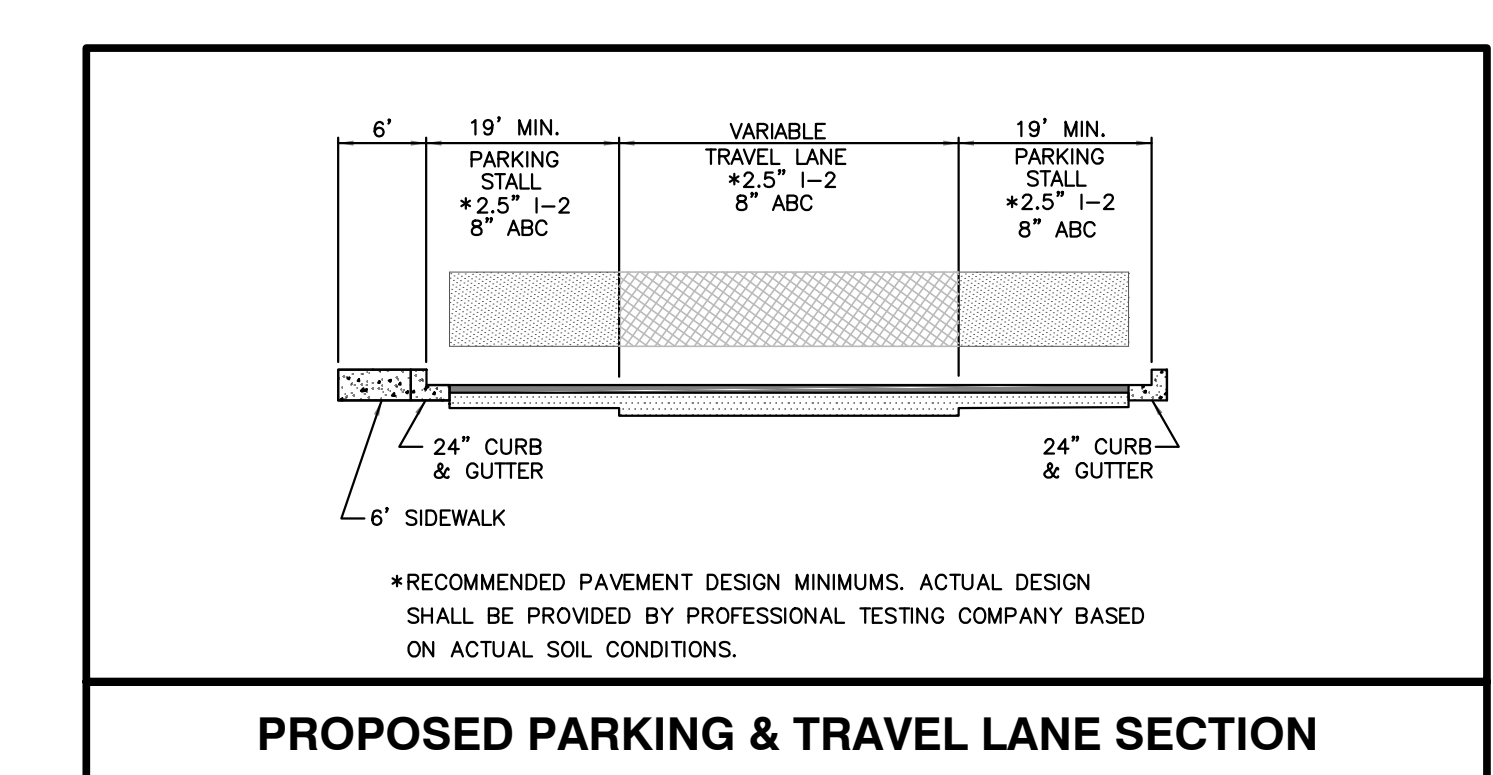 6'
19' MIN.
PARKING
STALL
*2.5" I-2
8" ABC
VARIABLE
TRAVEL LANE
*2.5" I-2
8" ABC
19' MIN.
PARKING
STALL
*2.5" I-2
8" ABC
24" CURB
& GUTTER
24" CURB
& GUTTER
6' SIDEWALK
*RECOMMENDED PAVEMENT DESIGN MINIMUMS. ACTUAL DESIGN
SHALL BE PROVIDED BY PROFESSIONAL TESTING COMPANY BASED
ON ACTUAL SOIL CONDITIONS.
PROPOSED PARKING & TRAVEL LANE SECTION